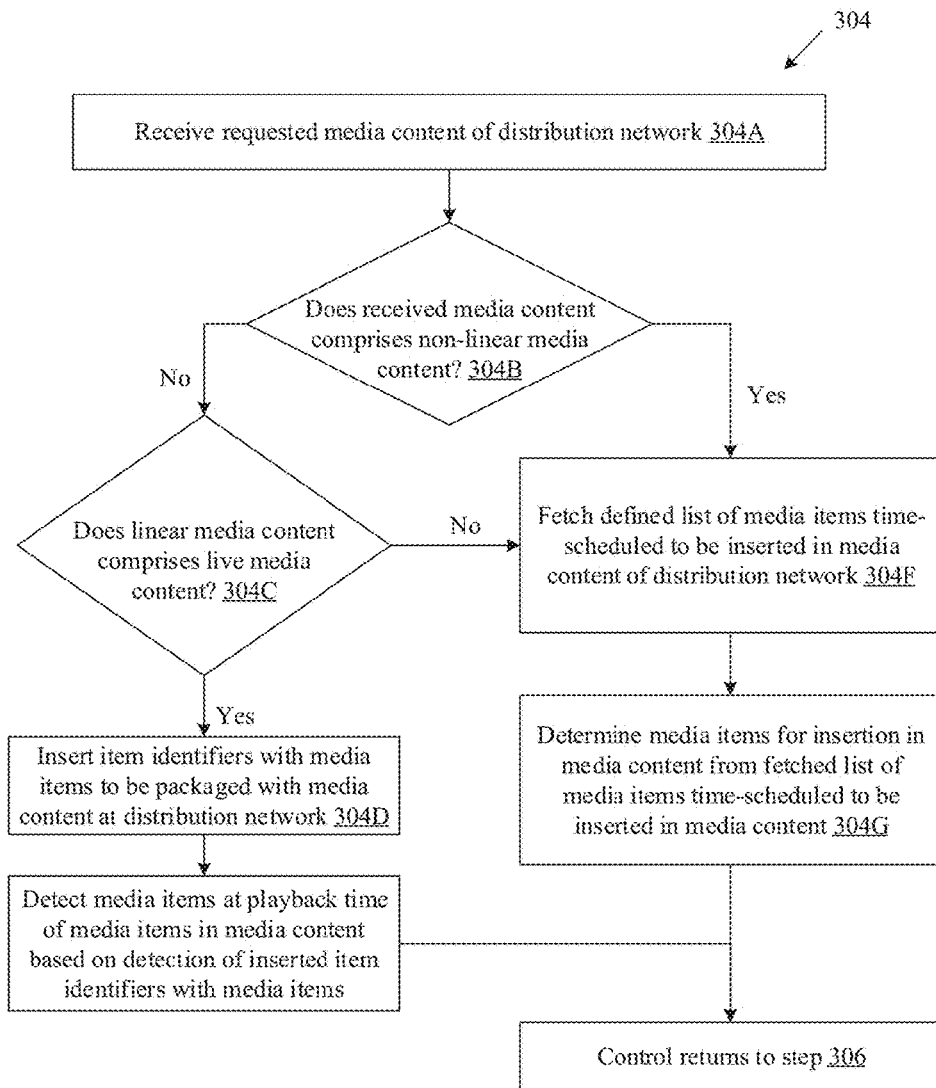 304
Receive requested media content of distribution network 304A
Does received media content
comprises non-linear media
content? 304B
No
Yes
Does linear media content
comprises live media
content? 304C
No
Fetch defined list of media items time-
scheduled to be inserted in media
content of distribution network 304F
Yes
Insert item identifiers with media
items to be packaged with media
content at distribution network 304D
Determine media items for insertion in
media content from fetched list of
media items time-scheduled to be
inserted in media content 304G
Detect media items at playback time
of media items in media content
based on detection of inserted item
identifiers with media items
Control returns to step 306